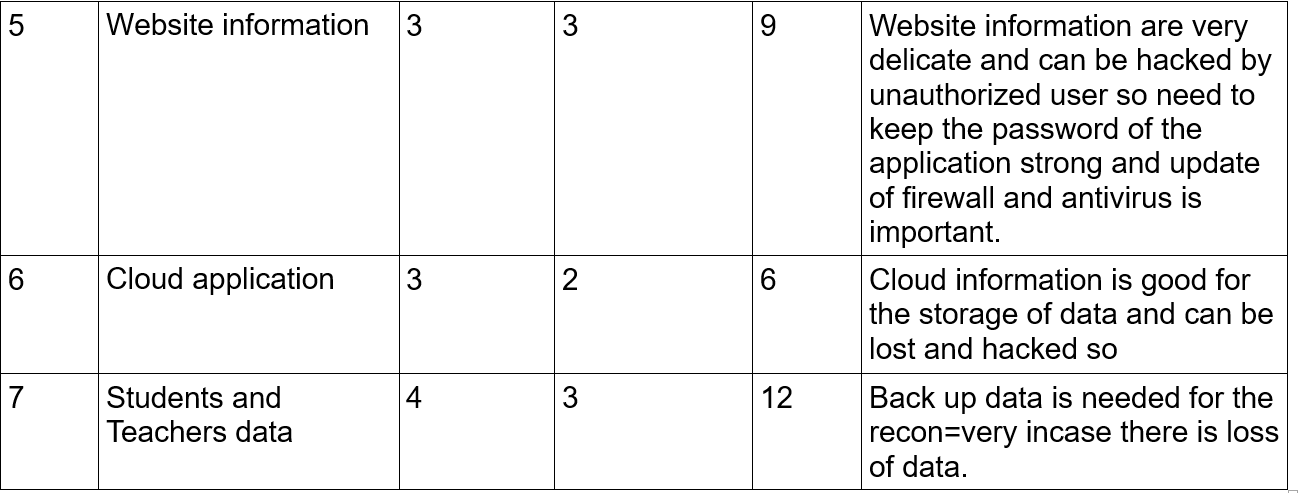 5 Website information 3 3 9 Website information are very
delicate and can be hacked by
unauthorized user so need to
keep the password of the
application strong and update
of firewall and antivirus is
important.
6 Cloud application 3 2 6 Cloud information is good for
the storage of data and can be
lost and hacked so
7 Students and 4 3 12 Back up data is needed for the
Teachers data recon=very incase there is loss
of data.